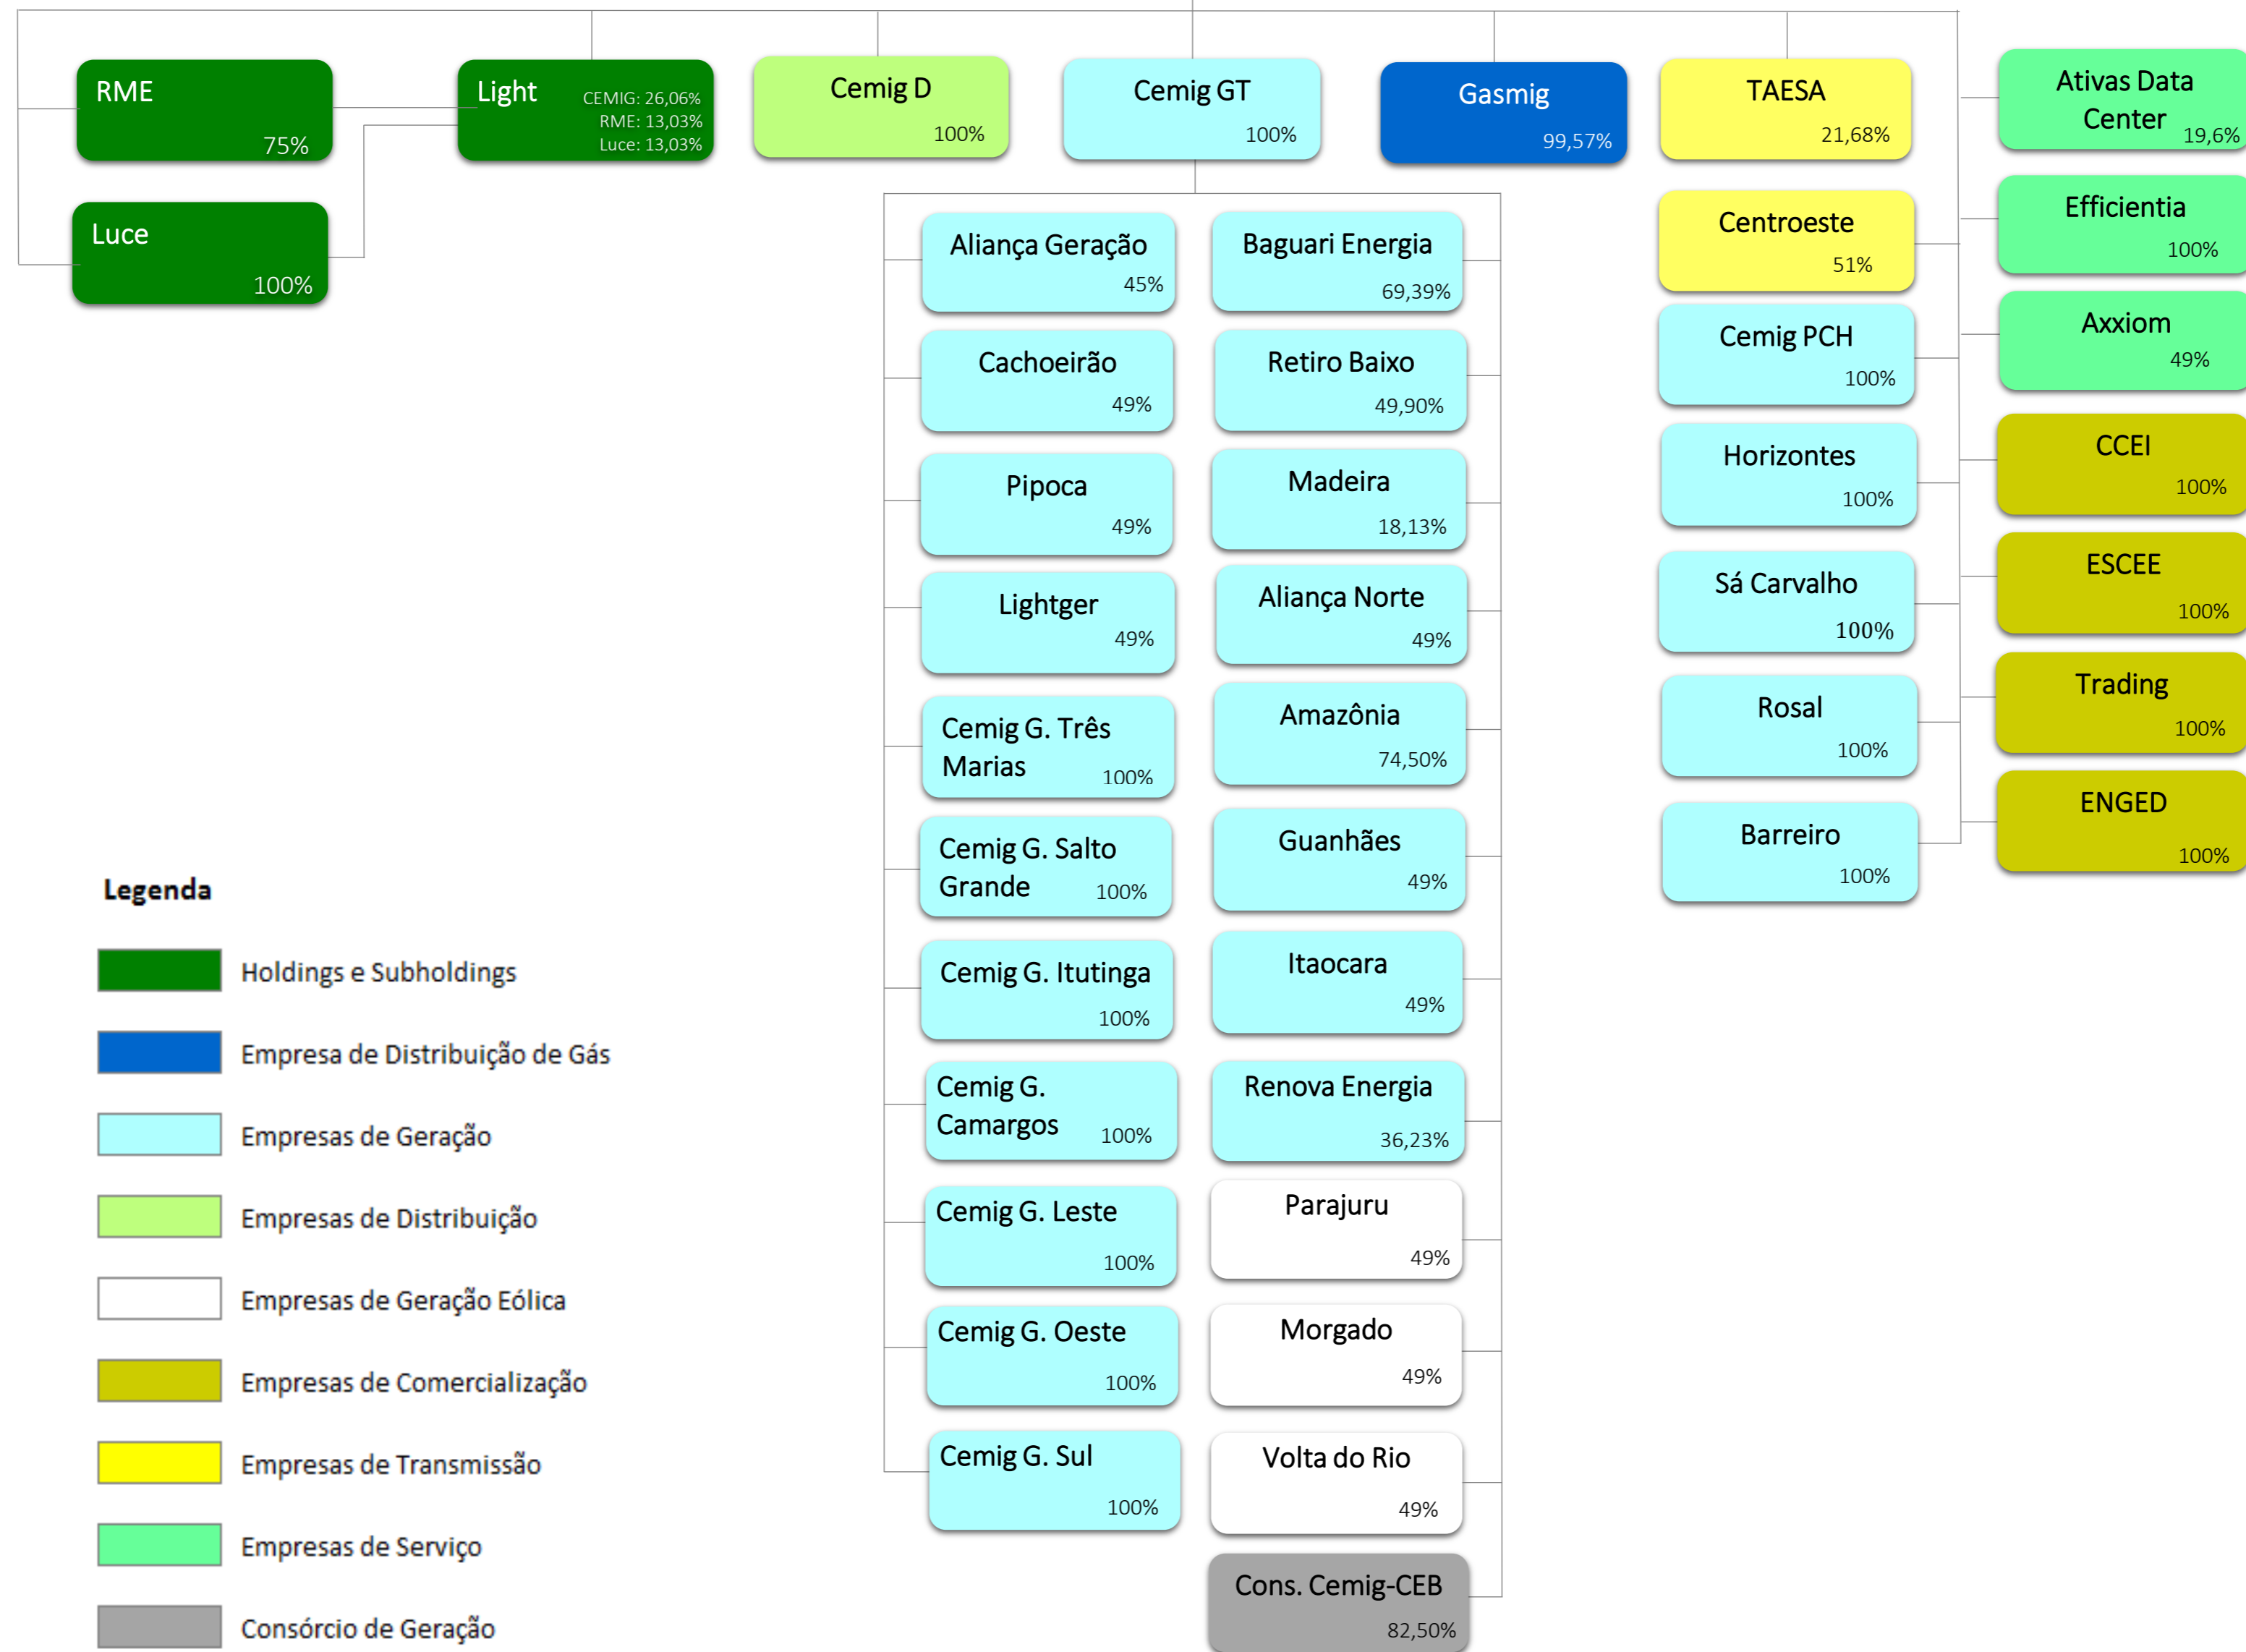 RME
75%
Light
CEMIG: 26,06%
RME: 13,03%
Luce: 13,03%
Cemig D
100%
Cemig GT
100%
Gasmig
99,57%
TAESA
21,68%
Ativas Data
Center
19,6%
Luce
100%
Centroeste
51%
Efficientia
100%
Axxiom
49%
Aliança Geração
45%
Baguari Energia
69,39%
Cachoeirão
49%
Retiro Baixo
49,90%
Pipoca
49%
Madeira
18,13%
Lightger
49%
Aliança Norte
49%
Cemig G. Três
Marias
100%
Amazônia
74,50%
Cemig G. Salto
Grande
100%
Guanhães
49%
Cemig G. Itutinga
100%
Itaocara
49%
Cemig G.
Camargos
100%
Renova Energia
36,23%
Cemig G. Leste
100%
Parajuru
49%
Cemig G. Oeste
100%
Morgado
49%
Cemig G. Sul
100%
Volta do Rio
49%
Cons. Cemig-CEB
82,50%
Cemig PCH
100%
Horizontes
100%
Sá Carvalho
100%
Rosal
100%
Barreiro
100%
CCEI
100%
ESCEE
100%
Trading
100%
ENGED
100%
Legenda
Holdings e Subholdings
Empresa de Distribuição de Gás
Empresas de Geração
Empresas de Distribuição
Empresas de Geração Eólica
Empresas de Comercialização
Empresas de Transmissão
Empresas de Serviço
Consórcio de Geração